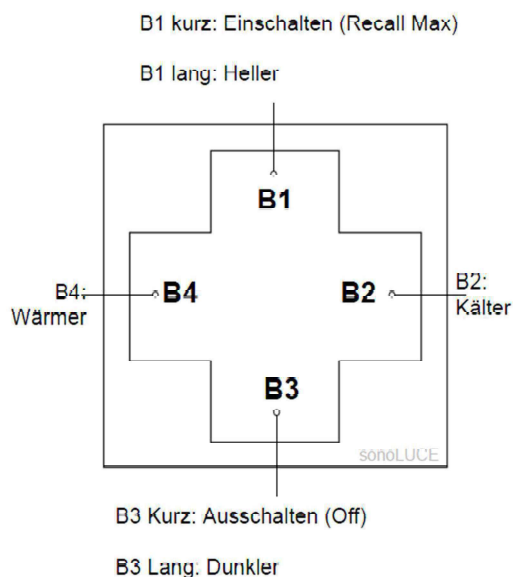 B1 kurz: Einschalten (Recall Max)
B1 lang: Heller
B1
B4:
Wärmer
B4
B2
B2:
Kälter
B3
sonoLUCE
B3 Kurz: Ausschalten (Off)
B3 Lang: Dunkler